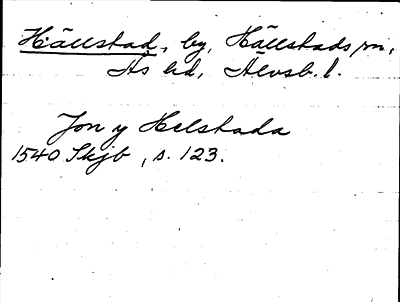 Hällstad, by, Hällstads sn,
Ås hd, Älvsb. l.
Jon y Helstada
1540 Skjb, s. 123.